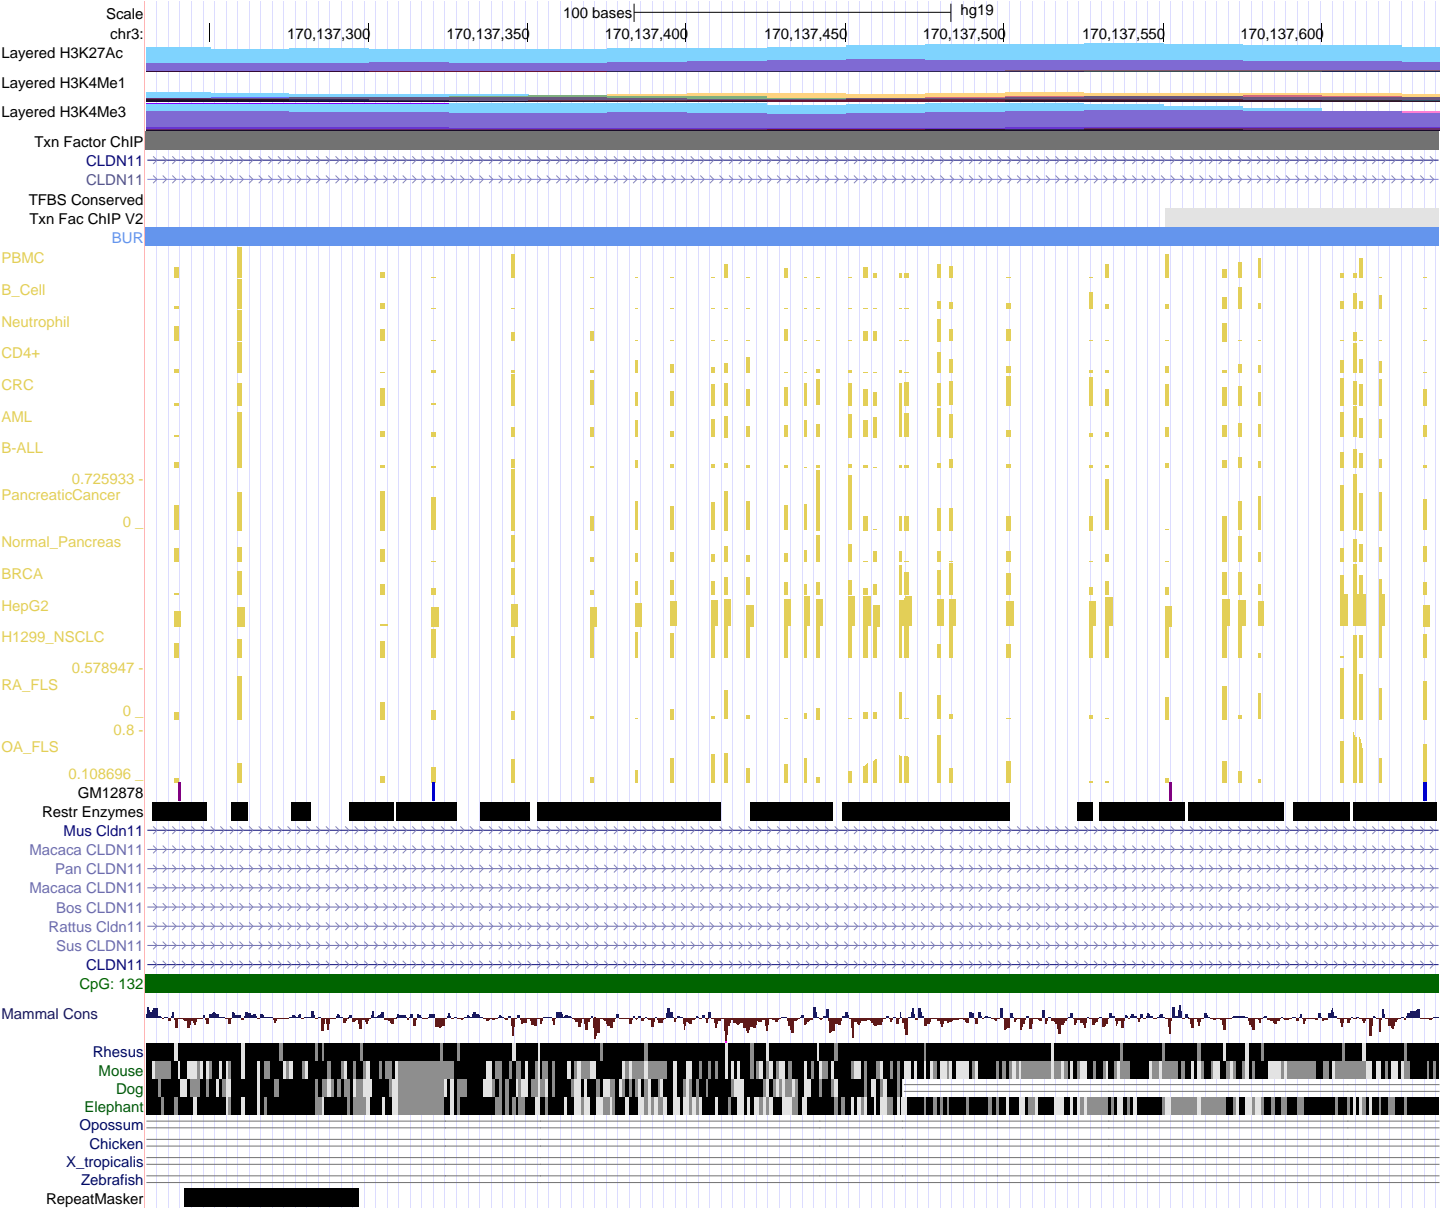 Scale 100 bases hg19
chr3: 170,137,300 170,137,350 170,137,400 170,137,450 170,137,500 170,137,550 170,137,600
Layered H3K27Ac
Layered H3K4Me1
Layered H3K4Me3
Txn Factor ChIP
CLDN11
CLDN11
TFBS Conserved
Txn Fac ChIP V2
BUR
PBMC
B_Cell
Neutrophil
CD4+
CRC
AML
B-ALL
0.725933 -
PancreaticCancer
0 _
Normal_Pancreas
BRCA
HepG2
H1299_NSCLC
0.578947 -
RA_FLS
0 _
0.8 -
OA_FLS
0.108696 _
GM12878
Restr Enzymes
Mus Cldn11
Macaca CLDN11
Pan CLDN11
Macaca CLDN11
Bos CLDN11
Rattus Cldn11
Sus CLDN11
CLDN11
CpG: 132
Mammal Cons
Rhesus
Mouse
Dog
Elephant
Opossum
Chicken
X_tropicalis
Zebrafish
RepeatMasker